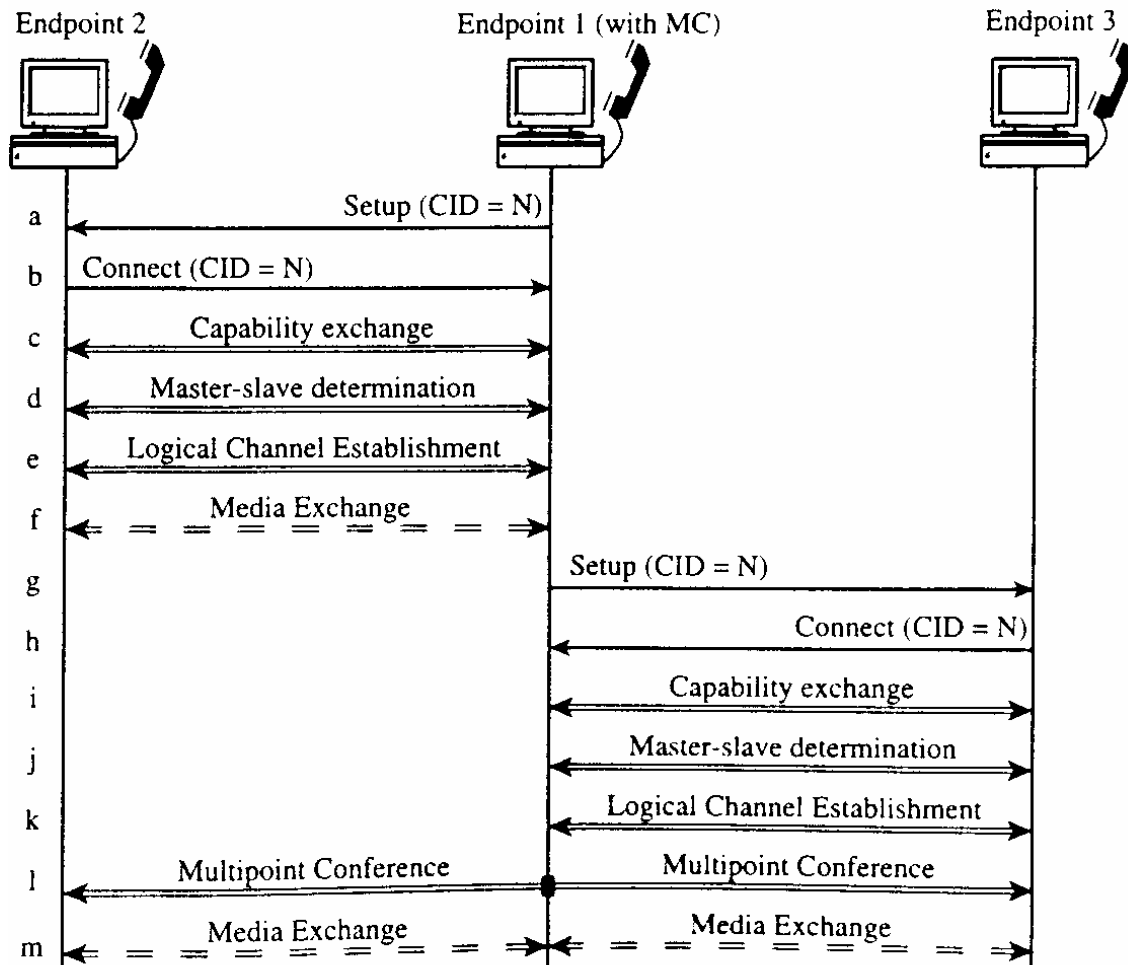 Endpoint 2 Endpoint 1 (with MC) Endpoint 3
a Setup (CID = N)
b Connect (CID = N)
c Capability exchange
d Master-slave determination
e Logical Channel Establishment
f Media Exchange
g Setup (CID = N)
h Connect (CID = N)
i Capability exchange
j Master-slave determination
k Logical Channel Establishment
l Multipoint Conference Multipoint Conference
m Media Exchange Media Exchange